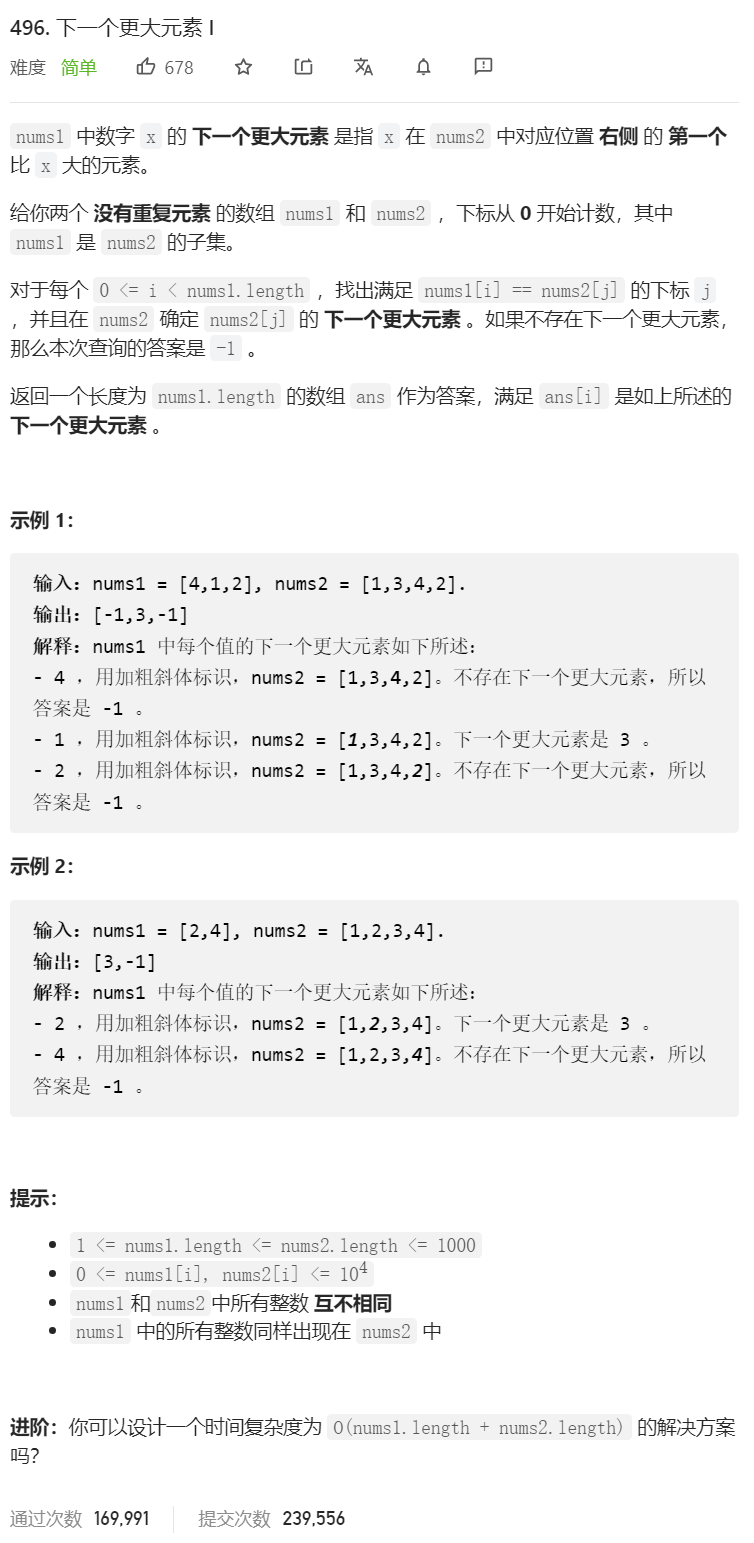 496. 下一个更大元素 I
难度 简单 678
nums1 中数字 x 的 下一个更大元素 是指 x 在 nums2 中对应位置 右侧 的 第一个
比 x 大的元素。
给你两个 没有重复元素 的数组 nums1 和 nums2 ，下标从 0 开始计数，其中
nums1 是 nums2 的子集。
对于每个 0 <= i < nums1.length ，找出满足 nums1[i] == nums2[j] 的下标 j
，并且在 nums2 确定 nums2[j] 的 下一个更大元素 。如果不存在下一个更大元素，
那么本次查询的答案是 -1 。
返回一个长度为 nums1.length 的数组 ans 作为答案，满足 ans[i] 是如上所述的
下一个更大元素 。
示例 1：
输入：nums1 = [4,1,2], nums2 = [1,3,4,2].
输出：[-1,3,-1]
解释：nums1 中每个值的下一个更大元素如下所述：
- 4 ，用加粗斜体标识，nums2 = [1,3,4,2]。不存在下一个更大元素，所以
答案是 -1 。
- 1 ，用加粗斜体标识，nums2 = [1,3,4,2]。下一个更大元素是 3 。
- 2 ，用加粗斜体标识，nums2 = [1,3,4,2]。不存在下一个更大元素，所以
答案是 -1 。
示例 2：
输入：nums1 = [2,4], nums2 = [1,2,3,4].
输出：[3,-1]
解释：nums1 中每个值的下一个更大元素如下所述：
- 2 ，用加粗斜体标识，nums2 = [1,2,3,4]。下一个更大元素是 3 。
- 4 ，用加粗斜体标识，nums2 = [1,2,3,4]。不存在下一个更大元素，所以
答案是 -1 。
提示：
• 1 <= nums1.length <= nums2.length <= 1000
• 0 <= nums1[i], nums2[i] <= 10⁴
• nums1和nums2中所有整数 互不相同
• nums1 中的所有整数同样出现在 nums2 中
进阶：你可以设计一个时间复杂度为 O(nums1.length + nums2.length) 的解决方案
吗？
通过次数 169,991 提交次数 239,556